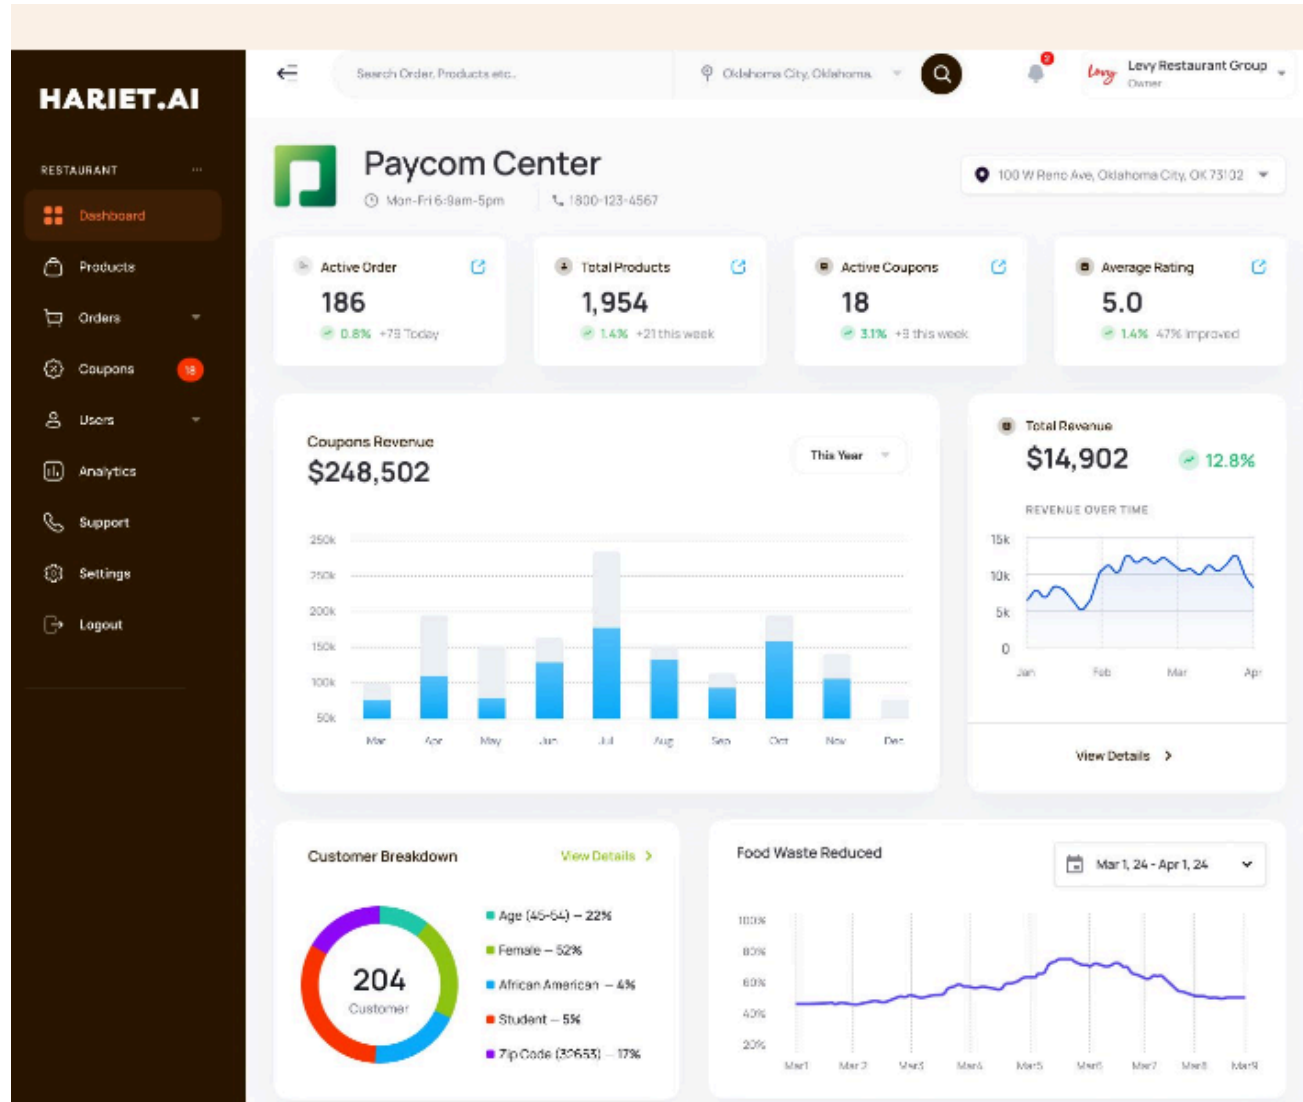 HARIET.AI
Search Order, Products etc..
Oklahoma City, Oklahoma.
2
Levy
Levy Restaurant Group
Owner
RESTAURANT ...
Dashboard
Products
Orders
Coupons 18
Users
Analytics
Support
Settings
Logout
Paycom Center
Mon-Fri 6:9am-5pm
1800-123-4567
100 W Reno Ave, Oklahoma City, OK 73102
Active Order
186
0.8% +79 Today
Total Products
1,954
1.4% +21 this week
Active Coupons
18
3.1% +9 this week
Average Rating
5.0
1.4% 47% Improved
Coupons Revenue
$248,502
This Year
250k
250k
200k
150k
100k
50k
Mar Apr May Jun Jul Aug Sep Oct Nov Dec
Total Revenue
$14,902
12.8%
REVENUE OVER TIME
15k
10k
5k
0
Jan Feb Mar Apr
View Details
Customer Breakdown
View Details
204
Customer
Age (45-54) – 22%
Female – 52%
African American – 4%
Student – 5%
Zip Code (32653) – 17%
Food Waste Reduced
Mar 1, 24 - Apr 1, 24
100%
80%
60%
40%
20%
Mar1 Mar2 Mar3 Mar4 Mar5 Mar6 Mar7 Mar8 Mar9